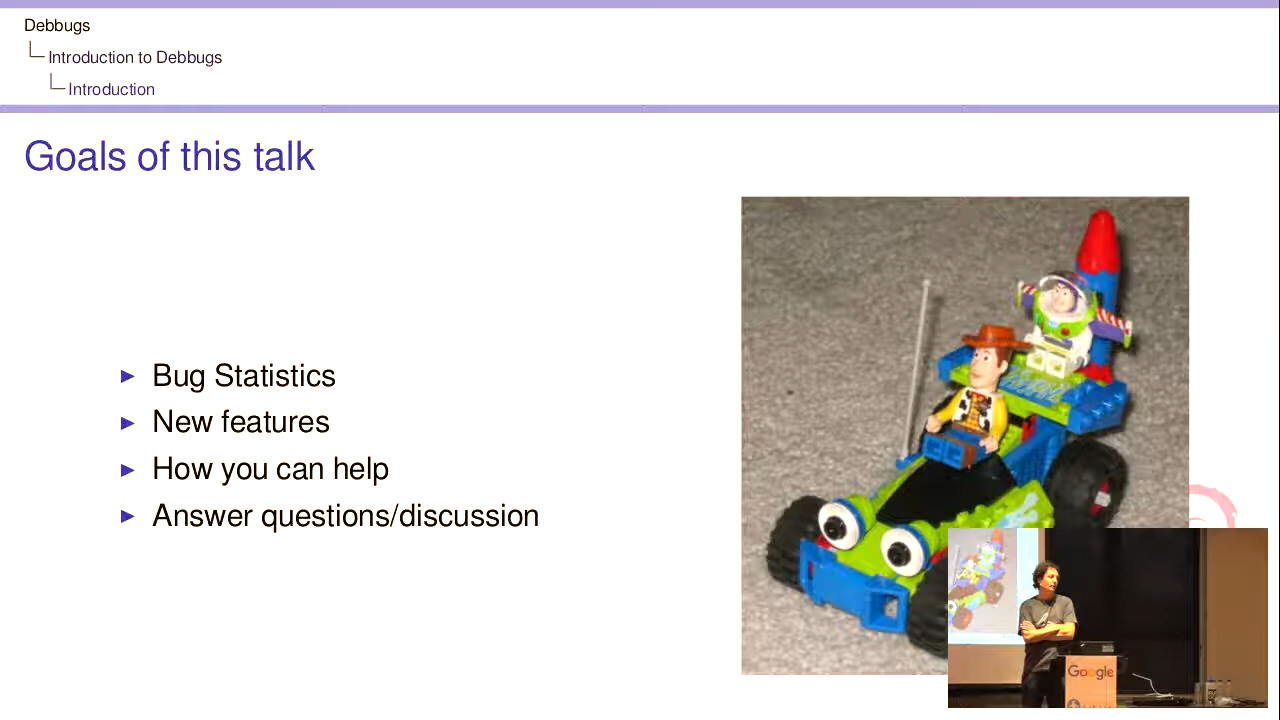 Debbugs
Introduction to Debbugs
Introduction
Goals of this talk
Bug Statistics
New features
How you can help
Answer questions/discussion
Google